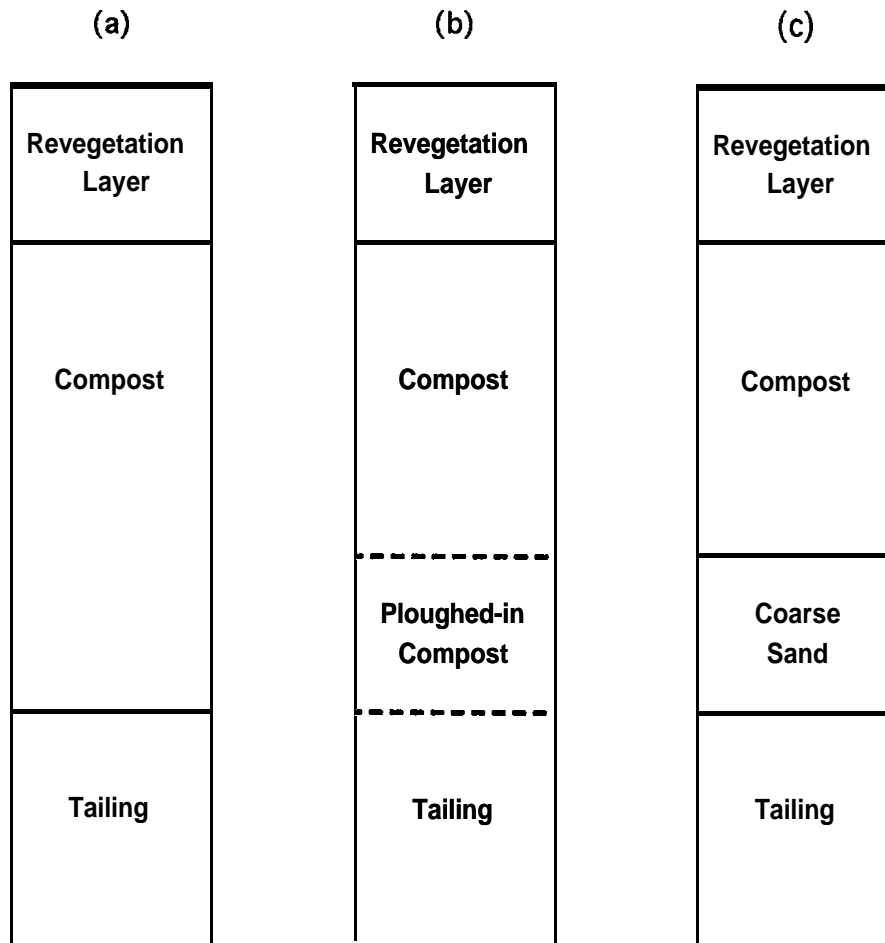 (a)
Revegetation
Layer
Compost
Tailing
(b)
Revegetation
Layer
Compost
Ploughed-in
Compost
Tailing
(c)
Revegetation
Layer
Compost
Coarse
Sand
Tailing